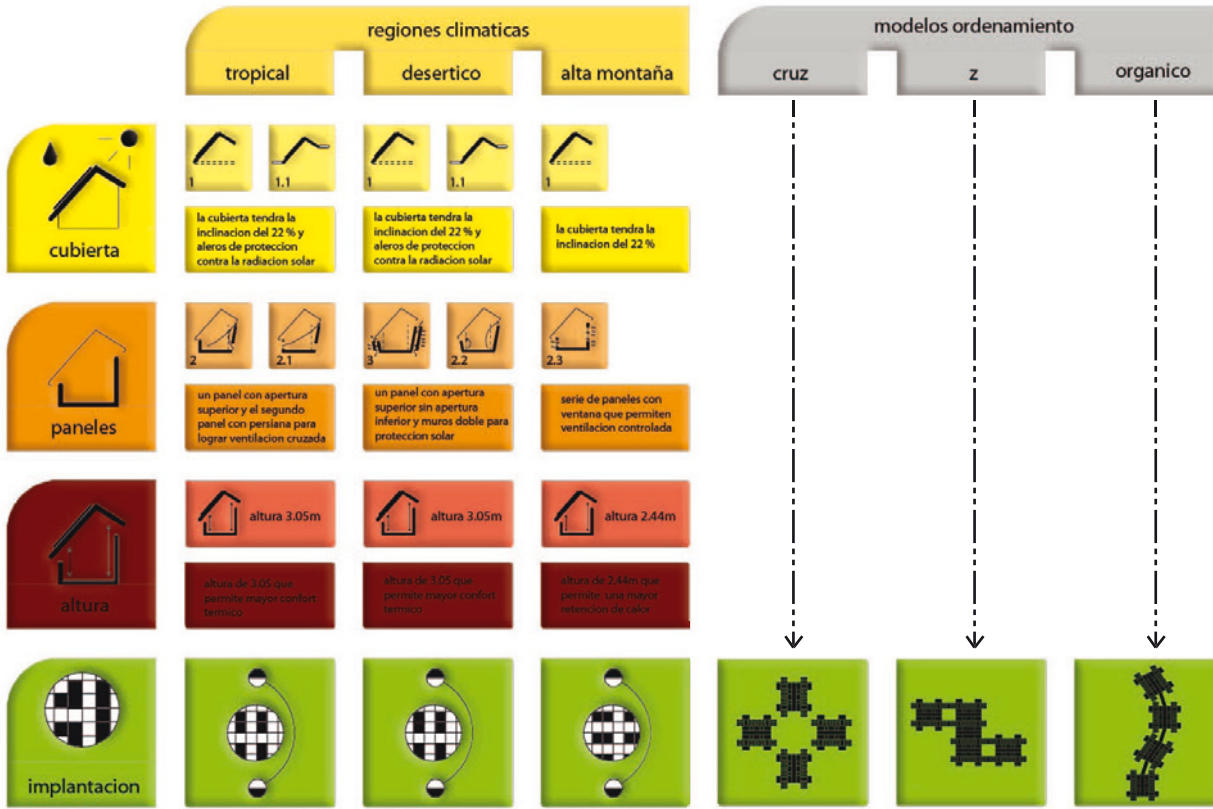 regiones climaticas
modelos ordenamiento
tropical
desertico
alta montaña
cruz
z
organico
cubierta
1
1.1
1
1.1
1
la cubierta tendra la
inclinacion del 22 % y
aleros de proteccion
contra la radiacion solar
la cubierta tendra la
inclinacion del 22 % y
aleros de proteccion
contra la radiacion solar
la cubierta tendra la
inclinacion del 22 %
paneles
2
2.1
3
2.2
2.3
un panel con apertura
superior y el segundo
panel con persiana para
lograr ventilacion cruzada
un panel con apertura
superior sin apertura
inferior y muros doble para
proteccion solar
serie de paneles con
ventana que permiten
ventilacion controlada
altura
altura 3.05m
altura 3.05m
altura 2.44m
altura de 3.05 que
permite mayor confort
termico
altura de 3.05 que
permite mayor confort
termico
altura de 2.44m que
permite, una mayor
retencion de calor
implantacion